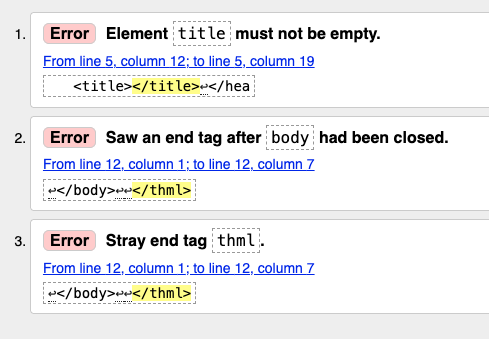 1. Error Element title must not be empty.
From line 5, column 12; to line 5, column 19
<title></title>↩</hea
2. Error Saw an end tag after body had been closed.
From line 12, column 1; to line 12, column 7
↩</body>↩↩</thml>
3. Error Stray end tag thml.
From line 12, column 1; to line 12, column 7
↩</body>↩↩</thml>